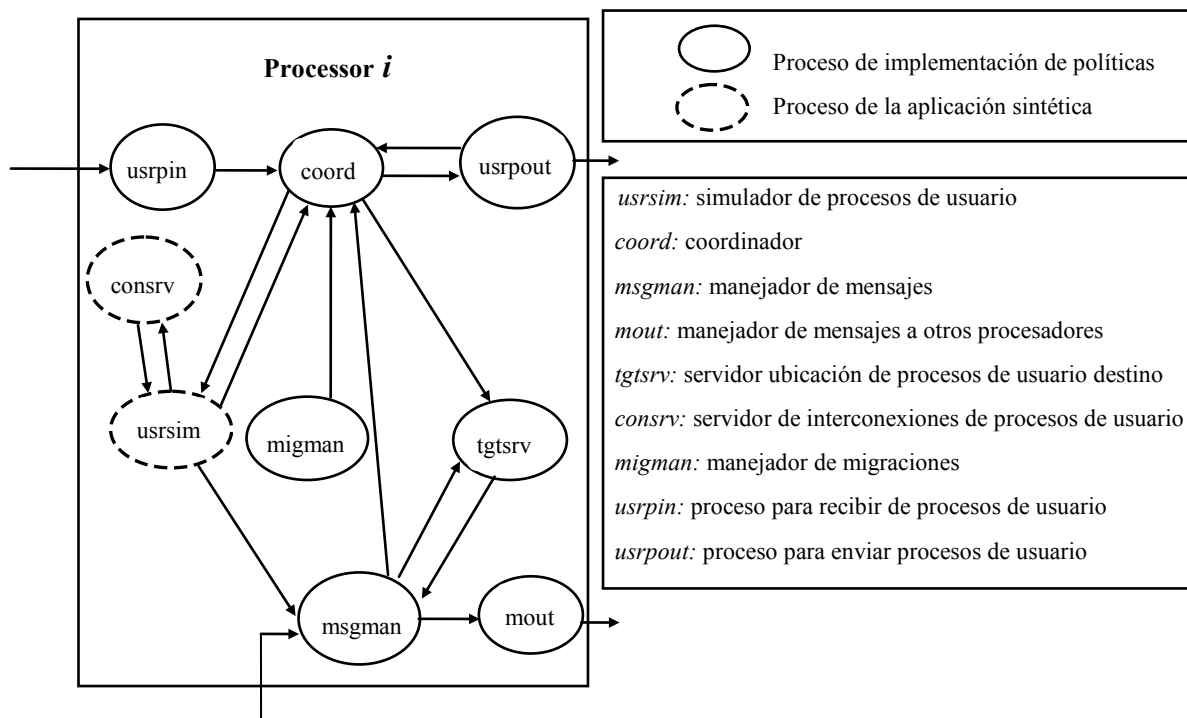 Processor i
usrpin
coord
usrpout
consrv
usrsim
migman
tgtsrv
msgman
mout
Proceso de implementación de políticas
Proceso de la aplicación sintética
usrsim: simulador de procesos de usuario
coord: coordinador
msgman: manejador de mensajes
mout: manejador de mensajes a otros procesadores
tgtsrv: servidor ubicación de procesos de usuario destino
consrv: servidor de interconexiones de procesos de usuario
migman: manejador de migraciones
usrpin: proceso para recibir de procesos de usuario
usrpout: proceso para enviar procesos de usuario